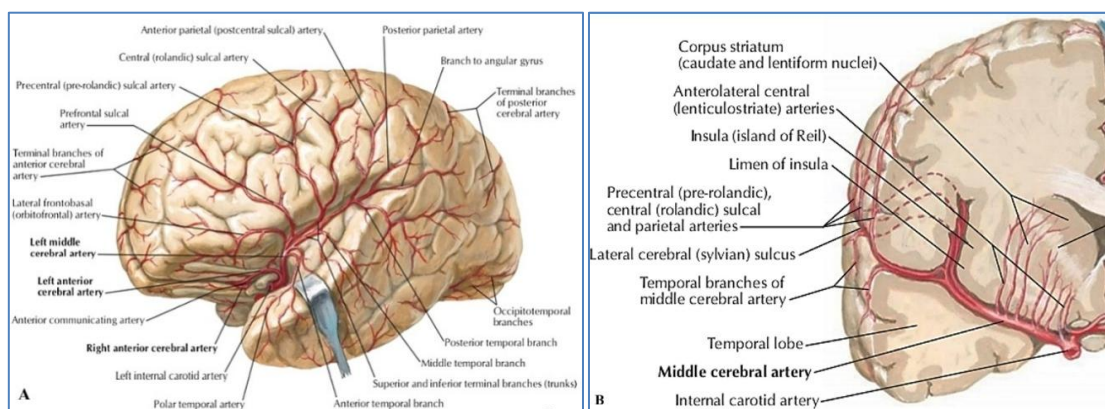 Anterior parietal (postcentral sulcal) artery
Central (rolandic) sulcal artery
Precentral (pre-rolandic) sulcal artery
Prefrontal sulcal
artery
Terminal branches of
anterior cerebral
artery
Lateral frontobasal
(orbitofrontal) artery
Left middle
cerebral artery
Left anterior
cerebral artery
Anterior communicating artery
Right anterior cerebral artery
Left internal carotid artery
Polar temporal artery
Posterior parietal artery
Branch to angular gyrus
Terminal branches
of posterior
cerebral artery
Occipitotemporal
branches
Posterior temporal branch
Middle temporal branch
Superior and inferior terminal branches (trunks)
Anterior temporal branch
A
Corpus striatum
(caudate and lentiform nuclei)
Anterolateral central
(lenticulostriate) arteries
Insula (island of Reil)
Limen of insula
Precentral (pre-rolandic),
central (rolandic) sulcal
and parietal arteries
Lateral cerebral (sylvian) sulcus
Temporal branches of
middle cerebral artery
Temporal lobe
Middle cerebral artery
Internal carotid artery
B